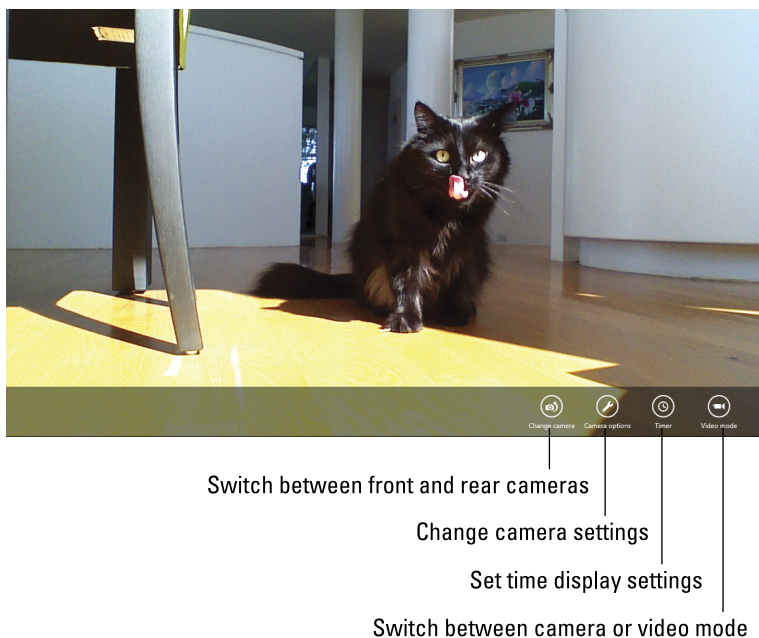 Change camera
Camera options
Timer
Video mode
Switch between front and rear cameras
Change camera settings
Set time display settings
Switch between camera or video mode